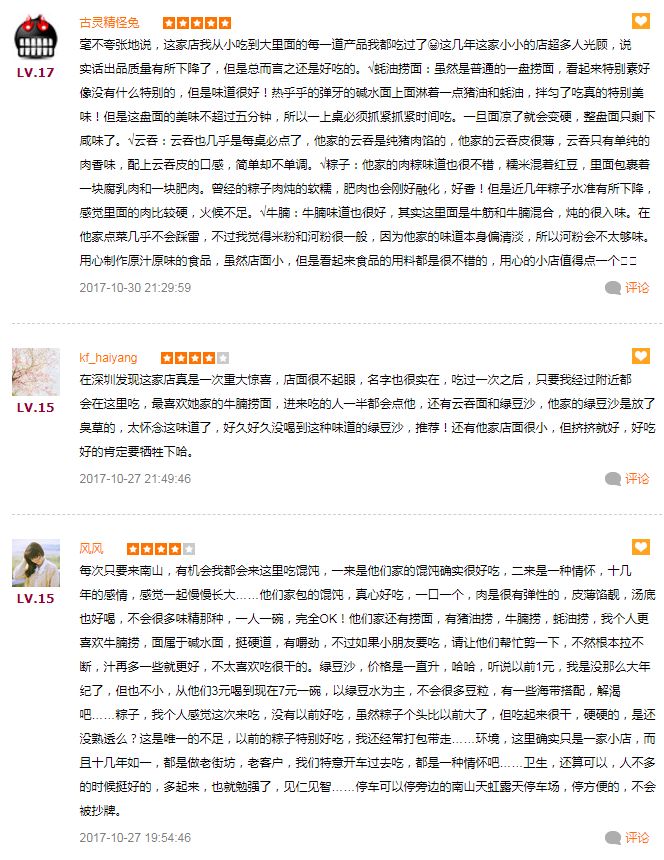 古灵精怪兔
毫不夸张地说，这家店我从小吃到大里面的每一道产品我都吃过了😀这几年这家小小的店超多人光顾，说
LV.17
实话出品质量有所下降了，但是总而言之还是好吃的。√蚝油捞面：虽然是普通的一盘捞面，看起来特别素好
像没有什么特别的，但是味道很好！热乎乎的弹牙的碱水面上面淋着一点猪油和蚝油，拌匀了吃真的特别美
味！但是这盘面的美味不超过五分钟，所以一上桌必须抓紧抓紧时间吃。一旦面凉了就会变硬，整盘面只剩下
咸味了。√云吞：云吞也几乎是每桌必点了，他家的云吞是纯猪肉馅的，他家的云吞皮很薄，云吞只有单纯的
肉香味，配上云吞皮的口感，简单却不单调。√粽子：他家的肉粽味道也很不错，糯米混着红豆，里面包裹着
一块腐乳肉和一块肥肉。曾经的粽子肉炖的软糯，肥肉也会刚好融化，好香！但是近几年粽子水准有所下降，
感觉里面的肉比较硬，火候不足。√牛腩：牛腩味道也很好，其实这里面是牛筋和牛腩混合，炖的很入味。在
他家点菜几乎不会踩雷，不过我觉得米粉和河粉很一般，因为他家的味道本身偏清淡，所以河粉会不太够味。
用心制作原汁原味的食品，虽然店面小，但是看起来食品的用料都是很不错的，用心的小店值得点一个
2017-10-30 21:29:59 评论
kf_haiyang
在深圳发现这家店真是一次重大惊喜，店面很不起眼，名字也很实在，吃过一次之后，只要我经过附近都
LV.15
会在这里吃，最喜欢她家的牛腩捞面，进来吃的人一半都会点他，还有云吞面和绿豆沙，他家的绿豆沙是放了
臭草的，太怀念这味道了，好久好久没喝到这种味道的绿豆沙，推荐！还有他家店面很小，但挤挤就好，好吃
好的肯定要牺牲下哈。
2017-10-27 21:49:46 评论
风风
每次只要来南山，有机会我都会来这里吃馄饨，一来是他们家的馄饨确实很好吃，二来是一种情怀，十几
LV.15
年的感情，感觉一起慢慢长大……他们家包的馄饨，真心好吃，一口一个，肉是很有弹性的，皮薄馅靓，汤底
也好喝，不会很多味精那种，一人一碗，完全OK！他们家还有捞面，有猪油捞，牛腩捞，蚝油捞，我个人更
喜欢牛腩捞，面属于碱水面，挺硬道，有嚼劲，不过如果小朋友要吃，请让他们帮忙剪一下，不然根本拉不
断，汁再多一些就更好，不太喜欢吃很干的。绿豆沙，价格是一直升，哈哈，听说以前1元，我是没那么大年
纪了，但也不小，从他们3元喝到现在7元一碗，以绿豆水为主，不会很多豆粒，有一些海带搭配，解渴
吧……粽子，我个人感觉这次来吃，没有以前好吃，虽然粽子个头比以前大了，但吃起来很干，硬硬的，是还
没熟透么？这是唯一的不足，以前的粽子特别好吃，我还经常打包带走……环境，这里确实只是一家小店，而
且十几年如一，都是做老街坊，老客户，我们特意开车过去吃，都是一种情怀吧……卫生，还算可以，人不多
的时候挺好的，多起来，也就勉强了，见仁见智……停车可以停旁边的南山天虹露天停车场，停方便的，不会
被抄牌。
2017-10-27 19:54:46 评论